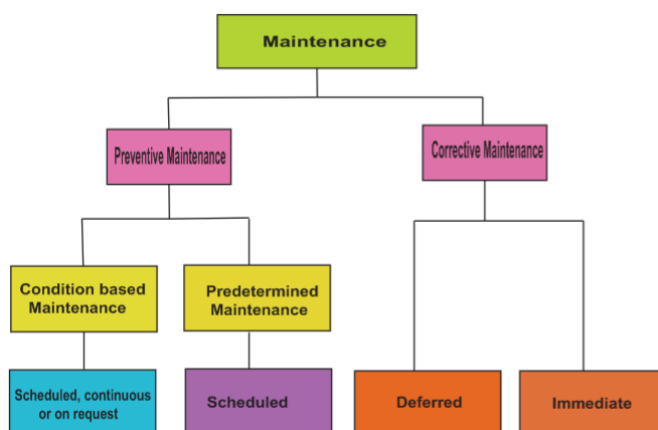 Maintenance
Preventive Maintenance
Corrective Maintenance
Condition based
Maintenance
Predetermined
Maintenance
Scheduled, continuous
or on request
Scheduled
Deferred
Immediate